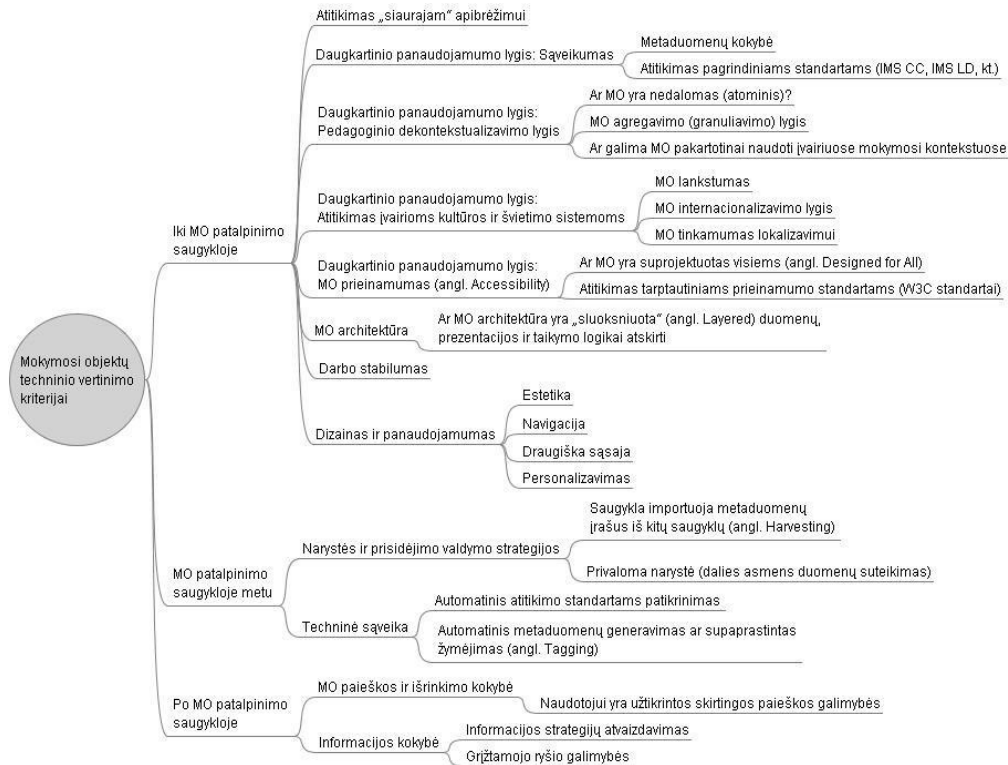 Mokymosi objektų
techninio vertinimo
kriterijai
Iki MO patalpinimo
saugykloje
Atitikimas „siaurajam“ apibrėžimui
Daugkartinio panaudojamumo lygis: Sąveikumas
Metaduomenų kokybė
Atitikimas pagrindiniams standartams (IMS CC, IMS LD, kt.)
Daugkartinio panaudojamumo lygis:
Pedagoginio dekontekstualizavimo lygis
Ar MO yra nedalomas (atominis)?
MO agregavimo (granuliavimo) lygis
Ar galima MO pakartotinai naudoti įvairiuose mokymosi kontekstuose
Daugkartinio panaudojamumo lygis:
Atitikimas įvairioms kultūros ir švietimo sistemoms
MO lankstumas
MO internacionalizavimo lygis
MO tinkamumas lokalizavimui
Daugkartinio panaudojamumo lygis:
MO prieinamumas (angl. Accessibility)
Ar MO yra suprojektuotas visiems (angl. Designed for All)
Atitikimas tarptautiniams prieinamumo standartams (W3C standartai)
MO architektūra
Ar MO architektūra yra „sluoksniuota“ (angl. Layered) duomenų,
prezentacijos ir taikymo logikai atskirti
Darbo stabilumas
Dizainas ir panaudojamumas
Estetika
Navigacija
Draugiška sąsaja
Personalizavimas
MO patalpinimo
saugykloje metu
Narystės ir prisidėjimo valdymo strategijos
Saugykla importuoja metaduomenų
įrašus iš kitų saugyklų (angl. Harvesting)
Privaloma narystė (dalies asmens duomenų suteikimas)
Techninė sąveika
Automatinis atitikimo standartams patikrinimas
Automatinis metaduomenų generavimas ar supaprastintas
žymėjimas (angl. Tagging)
Po MO patalpinimo
saugykloje
MO paieškos ir išrinkimo kokybė
Naudotojui yra užtikrintos skirtingos paieškos galimybės
Informacijos kokybė
Informacijos strategijų atvaizdavimas
Grįžtamojo ryšio galimybės